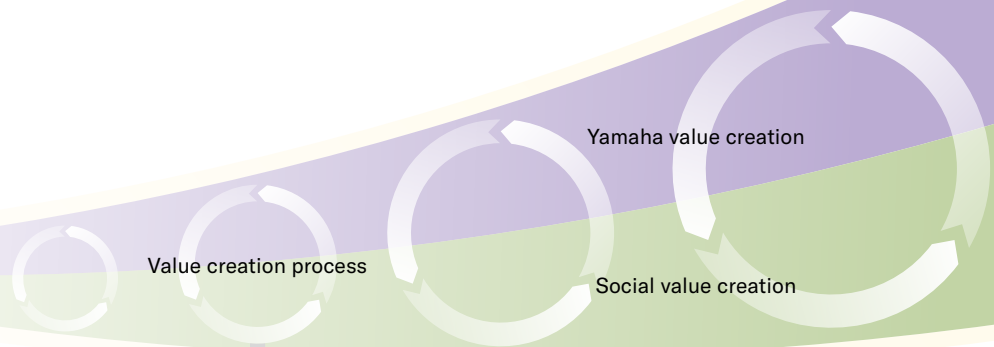 Yamaha value creation
Value creation process
Social value creation